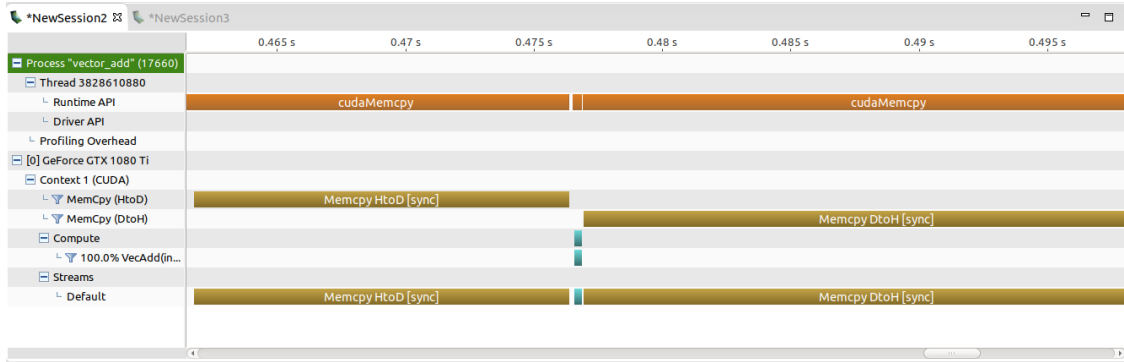 *NewSession2 *NewSession3
0.465 s 0.47 s 0.475 s 0.48 s 0.485 s 0.49 s 0.495 s
Process "vector_add" (17660)
Thread 3828610880
Runtime API cudaMemcpy cudaMemcpy
Driver API
Profiling Overhead
[0] GeForce GTX 1080 Ti
Context 1 (CUDA)
MemCpy (HtoD) Memcpy HtoD [sync]
MemCpy (DtoH) Memcpy DtoH [sync]
Compute
100.0% VecAdd(in...
Streams
Default Memcpy HtoD [sync] Memcpy DtoH [sync]